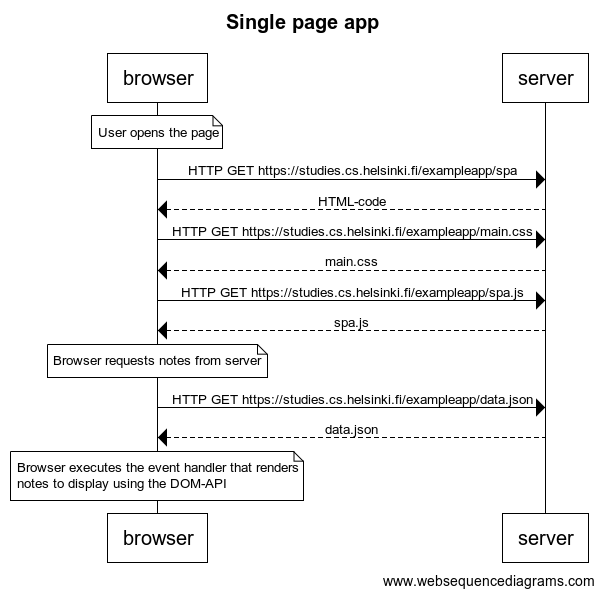 Single page app
browser
server
User opens the page
HTTP GET https://studies.cs.helsinki.fi/exampleapp/spa
HTML-code
HTTP GET https://studies.cs.helsinki.fi/exampleapp/main.css
main.css
HTTP GET https://studies.cs.helsinki.fi/exampleapp/spa.js
spa.js
Browser requests notes from server
HTTP GET https://studies.cs.helsinki.fi/exampleapp/data.json
data.json
Browser executes the event handler that renders
notes to display using the DOM-API
browser
server
www.websequencediagrams.com